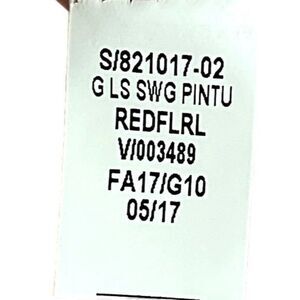 S/821017-02
G LS SWG PINTU
REDFLRL
V/003489
FA17/G10
05/17